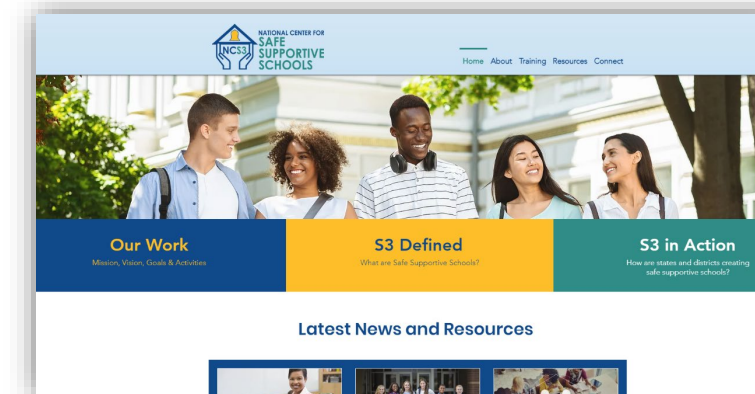 NATIONAL CENTER FOR
SAFE
SUPPORTIVE
SCHOOLS
NCS3
Home About Training Resources Connect
Our Work
Mission, Vision, Goals & Activities
S3 Defined
What are Safe Supportive Schools?
S3 in Action
How are states and districts creating
safe supportive schools?
Latest News and Resources